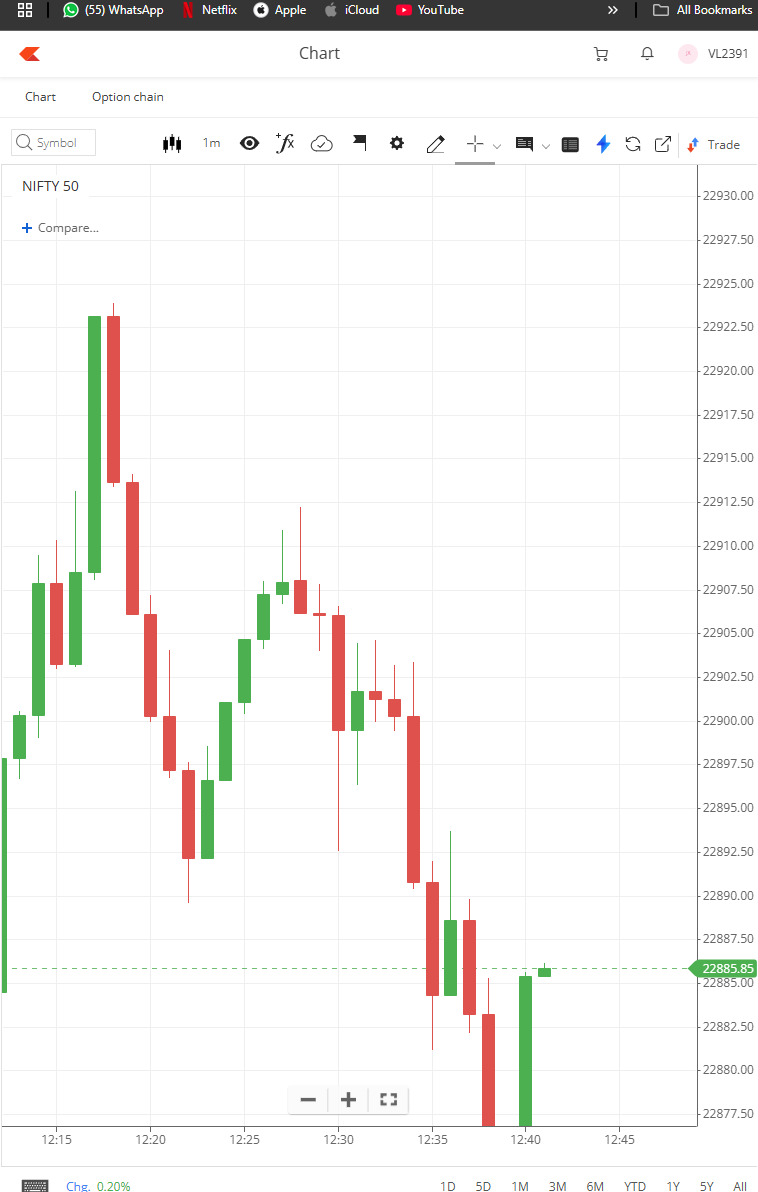 (55) WhatsApp Netflix Apple iCloud YouTube » All Bookmarks
Chart VL2391
Chart Option chain
Symbol 1m ƒx Trade
NIFTY 50
+ Compare...
22930.00
22927.50
22925.00
22922.50
22920.00
22917.50
22915.00
22912.50
22910.00
22907.50
22905.00
22902.50
22900.00
22897.50
22895.00
22892.50
22890.00
22887.50
22885.85
22885.00
22882.50
22880.00
22877.50
12:15 12:20 12:25 12:30 12:35 12:40 12:45
Chg. 0.20% 1D 5D 1M 3M 6M YTD 1Y 5Y All